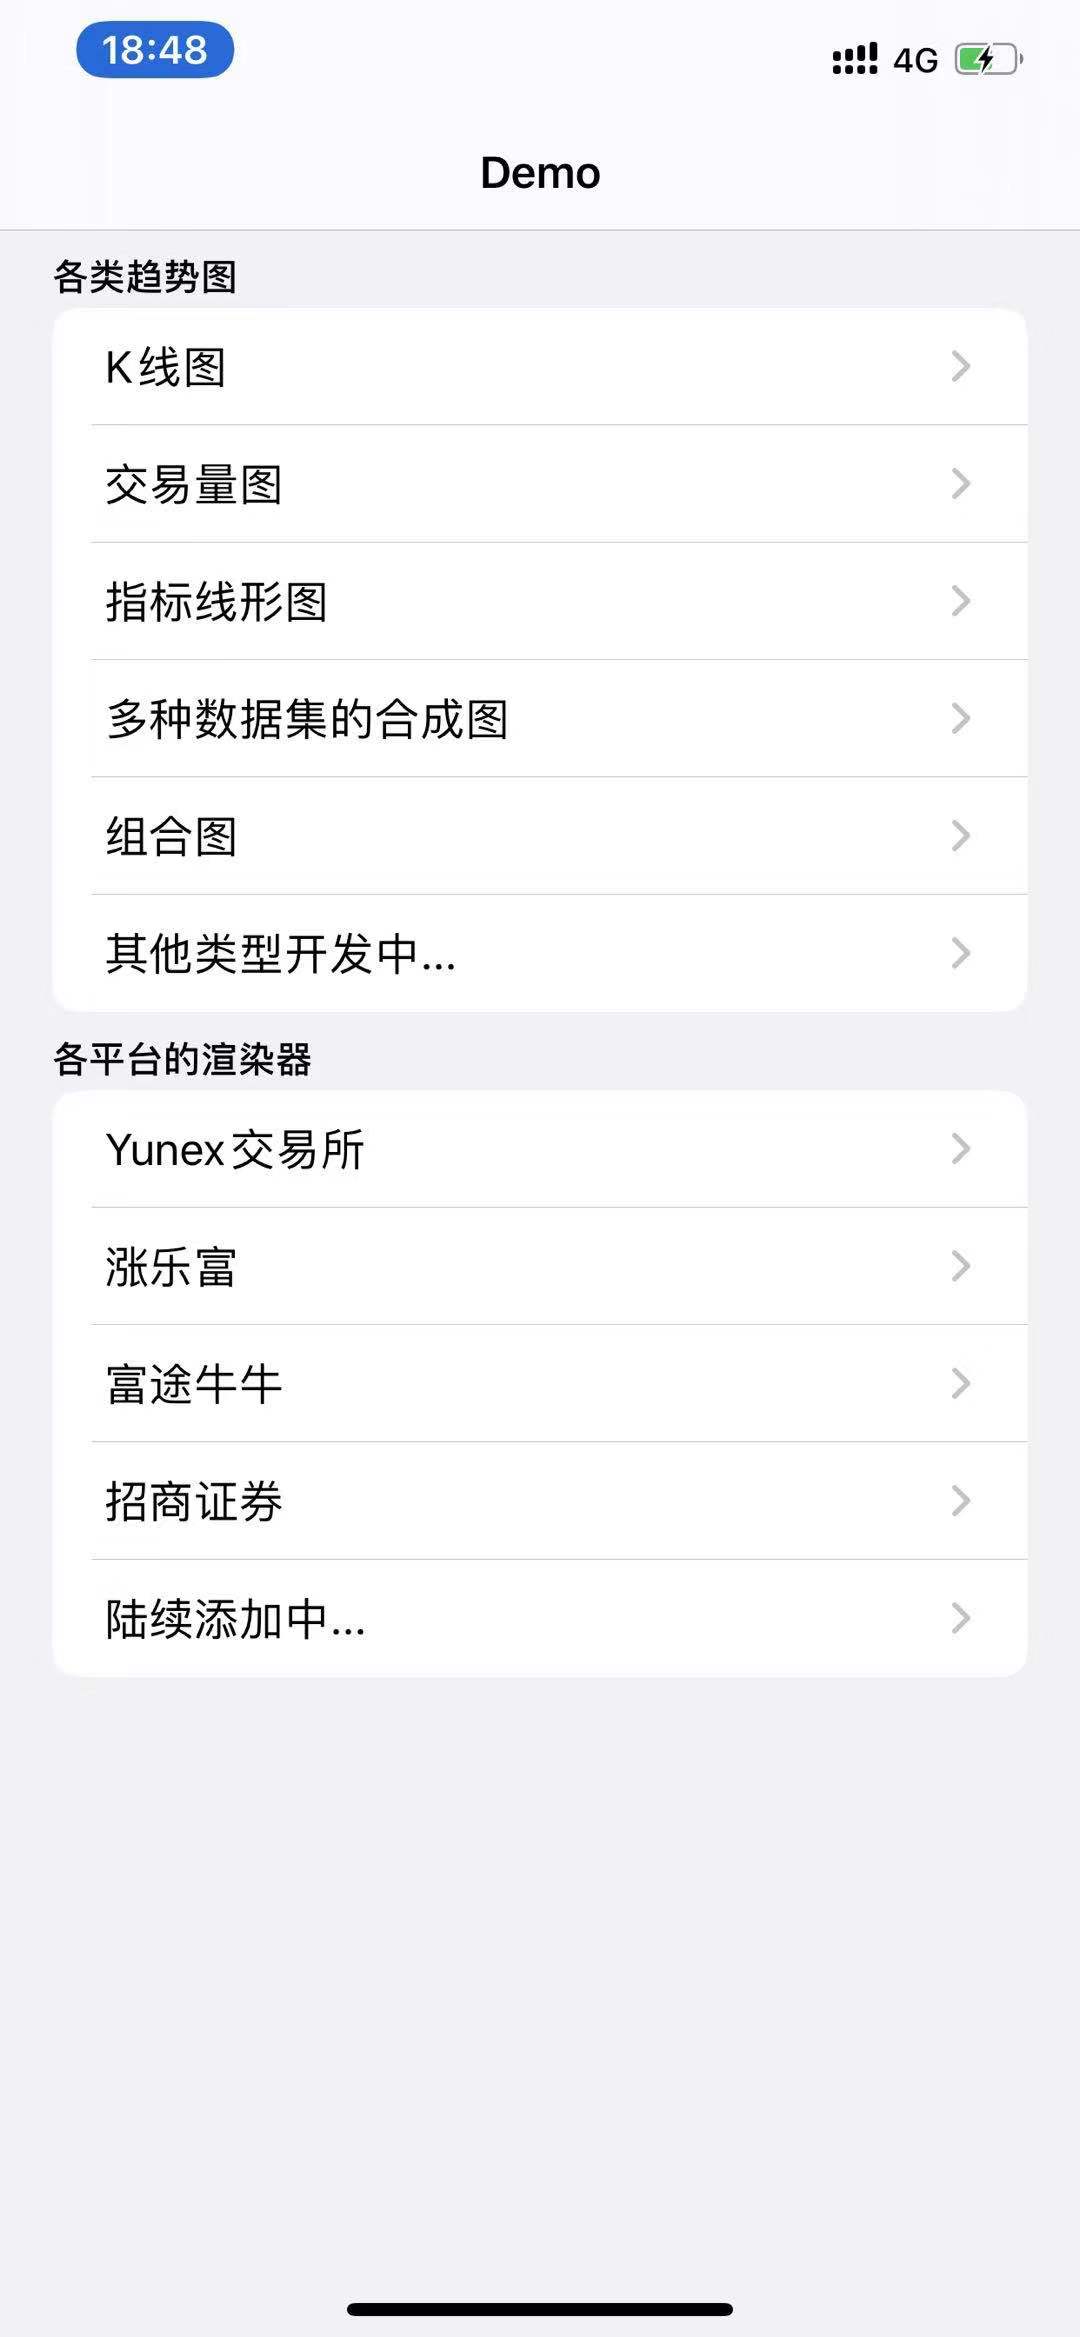 18:48
4G
Demo
各类趋势图
K线图
交易量图
指标线形图
多种数据集的合成图
组合图
其他类型开发中...
各平台的渲染器
Yunex交易所
涨乐富
富途牛牛
招商证券
陆续添加中...